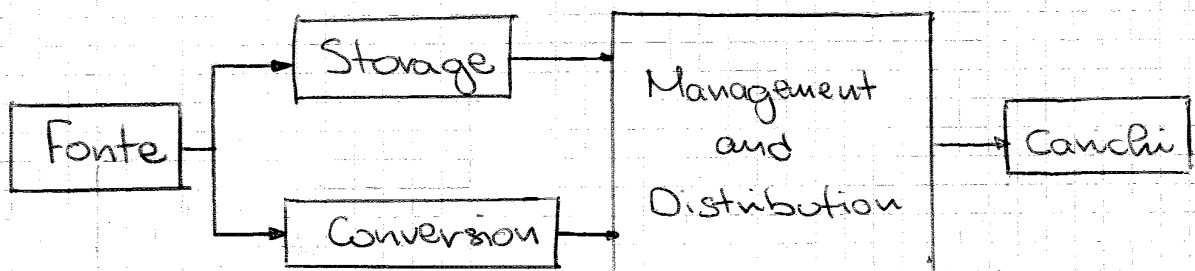 Storage
Fonte
Management
and
Distribution
Carichi
Conversion